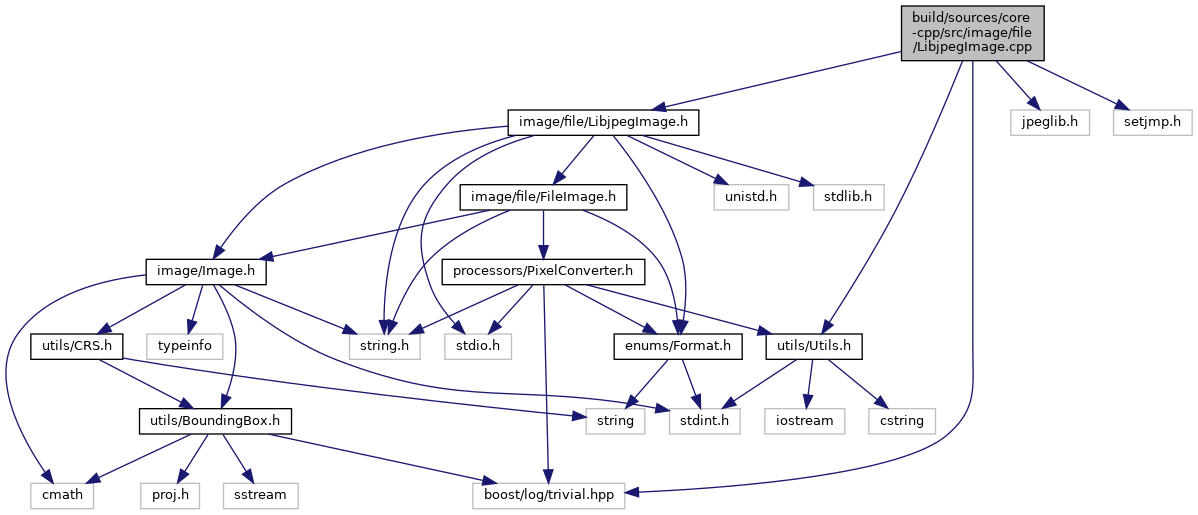 build/sources/core
-cpp/src/image/file
/LibjpegImage.cpp
image/file/LibjpegImage.h
jpeglib.h
setjmp.h
image/file/FileImage.h
unistd.h
stdlib.h
image/Image.h
processors/PixelConverter.h
utils/CRS.h
typeinfo
string.h
stdio.h
enums/Format.h
utils/Utils.h
utils/BoundingBox.h
string
stdint.h
iostream
cstring
cmath
proj.h
sstream
boost/log/trivial.hpp